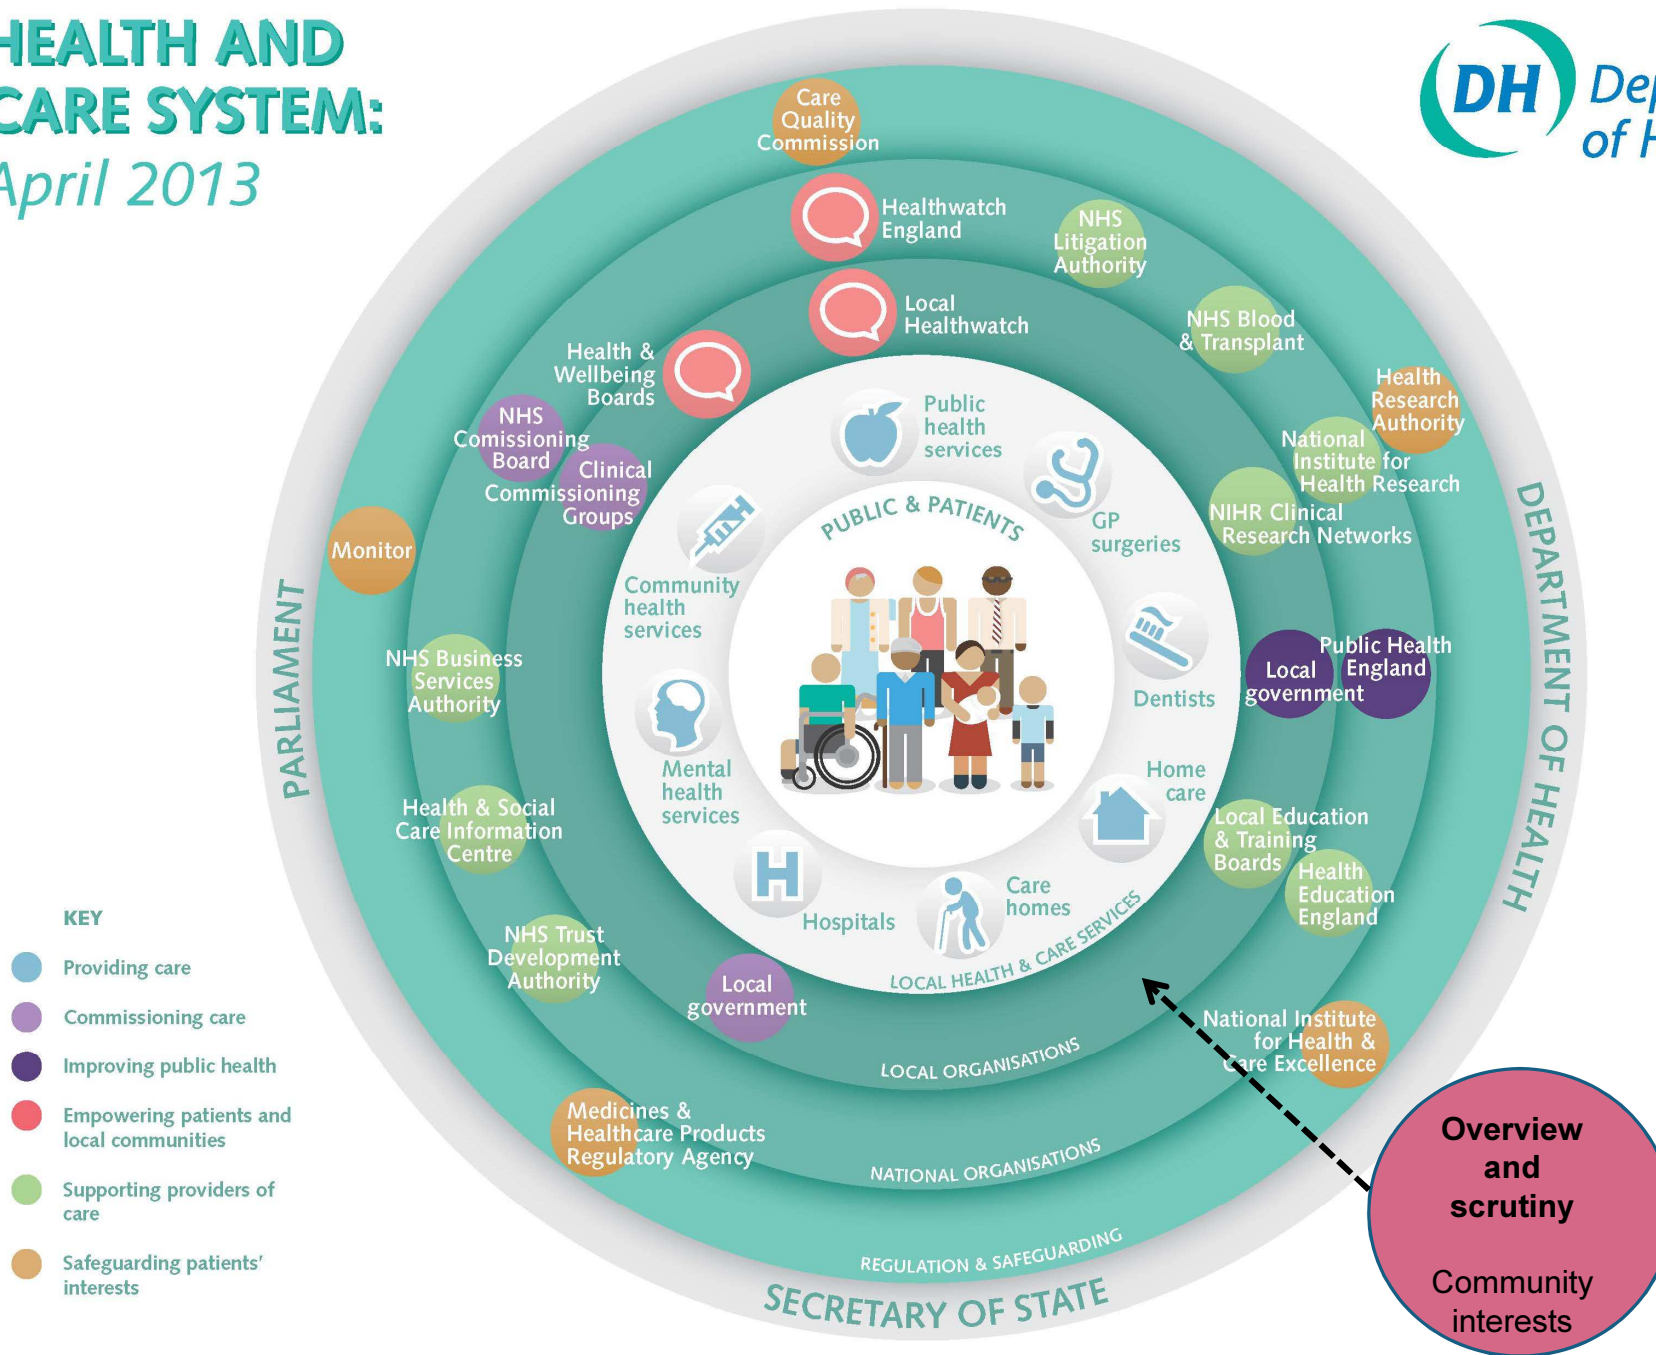 HEALTH AND
CARE SYSTEM:
April 2013
DH
Dep
of H
Care
Quality
Commission
Healthwatch
England
NHS
Litigation
Authority
Local
Healthwatch
NHS Blood
& Transplant
Health &
Wellbeing
Boards
Health
Research
Authority
NHS
Comissioning
Board
Clinical
Commissioning
Groups
National
Institute for
Health Research
NIHR Clinical
Research Networks
Public
health
services
GP
surgeries
PUBLIC & PATIENTS
Monitor
Community
health
services
PARLIAMENT
DEPARTMENT OF HEALTH
NHS Business
Services
Authority
Public Health
England
Local
government
Dentists
Mental
health
services
Home
care
Health & Social
Care Information
Centre
Local Education
& Training
Boards
Health
Education
England
Care
homes
Hospitals
LOCAL HEALTH & CARE SERVICES
NHS Trust
Development
Authority
Local
government
National Institute
for Health &
Care Excellence
LOCAL ORGANISATIONS
Medicines &
Healthcare Products
Regulatory Agency
NATIONAL ORGANISATIONS
REGULATION & SAFEGUARDING
SECRETARY OF STATE
KEY
Providing care
Commissioning care
Improving public health
Empowering patients and
local communities
Supporting providers of
care
Safeguarding patients'
interests
Overview
and
scrutiny
Community
interests